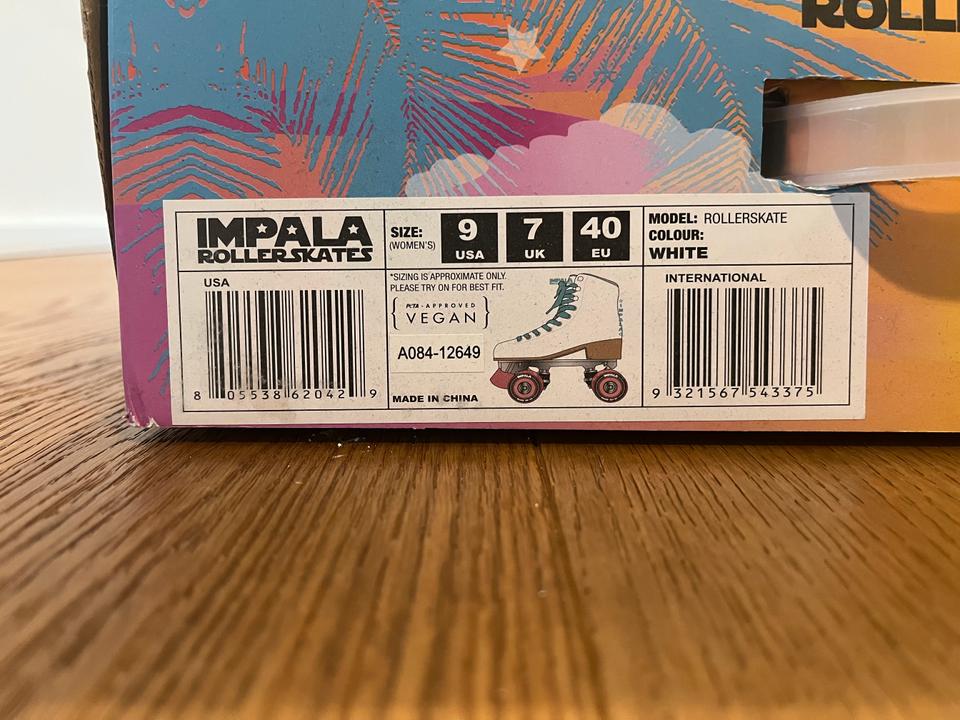 ROLL
IMPALA
ROLLERSKATES
SIZE:
(WOMEN'S)
9
USA
7
UK
40
EU
MODEL: ROLLERSKATE
COLOUR:
WHITE
USA
8 05538 62042 9
*SIZING IS APPROXIMATE ONLY.
PLEASE TRY ON FOR BEST FIT.
PETA - APPROVED
VEGAN
A084-12649
MADE IN CHINA
INTERNATIONAL
9 321567 543375